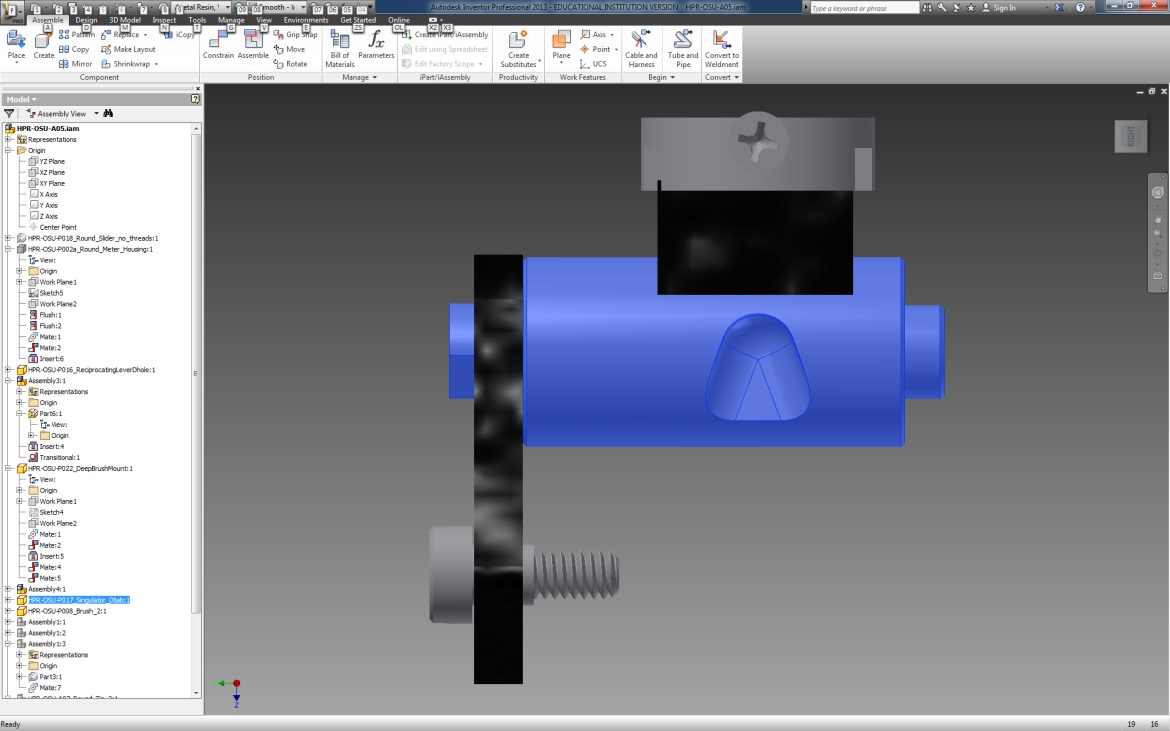 Autodesk Inventor Professional 2013 - EDUCATIONAL INSTITUTION VERSION HPR-OSU-A05.iam
Type a keyword or phrase
Sign In
Assemble Design 3D Model Inspect Tools Manage View Environments Get Started Online
Place
Create
Pattern
Copy
Mirror
Replace
Make Layout
Shrinkwrap
iCopy
Component
Constrain
Assemble
Grip Snap
Move
Rotate
Position
Bill of Materials
Parameters
Manage
Create iPart/iAssembly
Edit using Spreadsheet
Edit Factory Scope
iPart/iAssembly
Create Substitutes
Productivity
Plane
Axis
Point
UCS
Work Features
Cable and Harness
Tube and Pipe
Begin
Convert to Weldment
Convert
Model
Assembly View
HPR-OSU-A05.iam
Representations
Origin
YZ Plane
XZ Plane
XY Plane
X Axis
Y Axis
Z Axis
Center Point
HPR-OSU-P018_Round_Slider_no_threads:1
HPR-OSU-P002a_Round_Meter_Housing:1
View:
Origin
Work Plane1
Sketch5
Work Plane2
Flush:1
Flush:2
Mate:1
Mate:2
Insert:6
HPR-OSU-P016_ReciprocatingLeverDhole:1
Assembly3:1
Representations
Origin
Part6:1
View:
Origin
Insert:4
Transitional:1
HPR-OSU-P022_DeepBrushMount:1
View:
Origin
Work Plane1
Sketch4
Work Plane2
Mate:1
Mate:2
Insert:5
Mate:4
Mate:5
Assembly4:1
HPR-OSU-P017_Singulator_Dtab:1
HPR-OSU-P008_Brush_2:1
Assembly1:1
Assembly1:2
Assembly1:3
Representations
Origin
Part3:1
Mate:7
RIGHT
Z
Ready
19 16